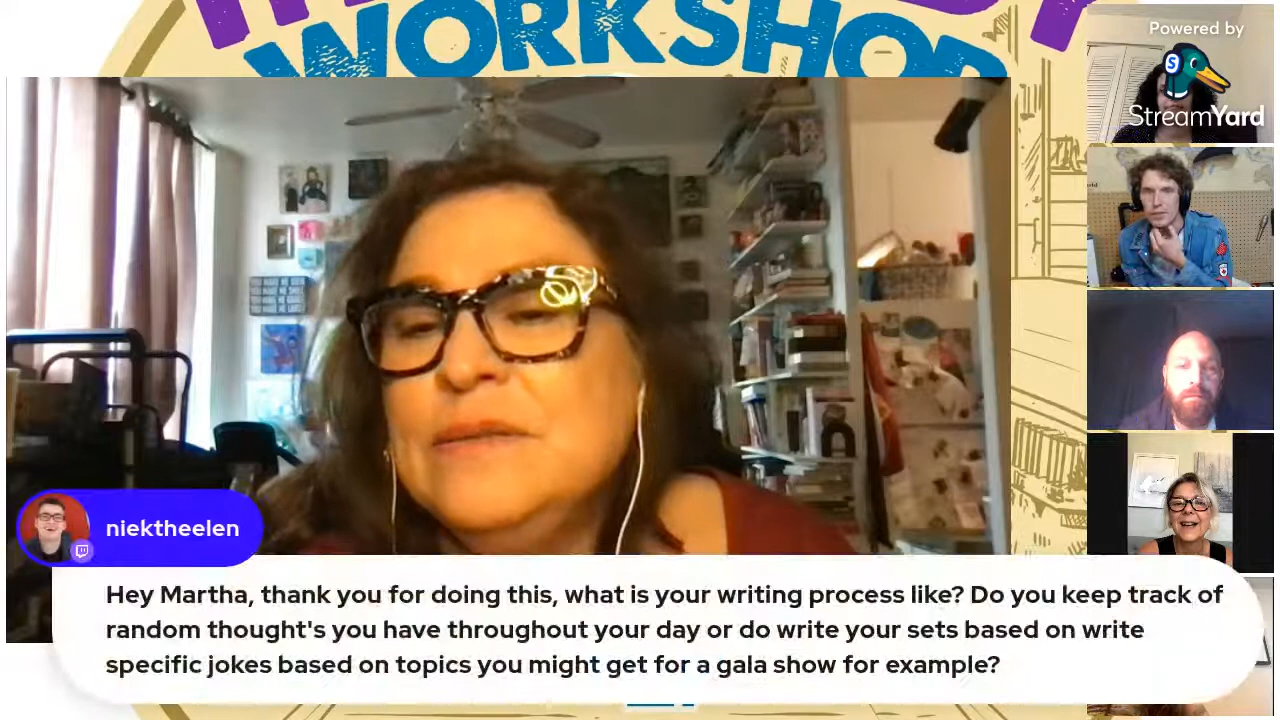 WORKSHOP
Powered by
StreamYard
niektheelen
Hey Martha, thank you for doing this, what is your writing process like? Do you keep track of
random thought's you have throughout your day or do write your sets based on write
specific jokes based on topics you might get for a gala show for example?